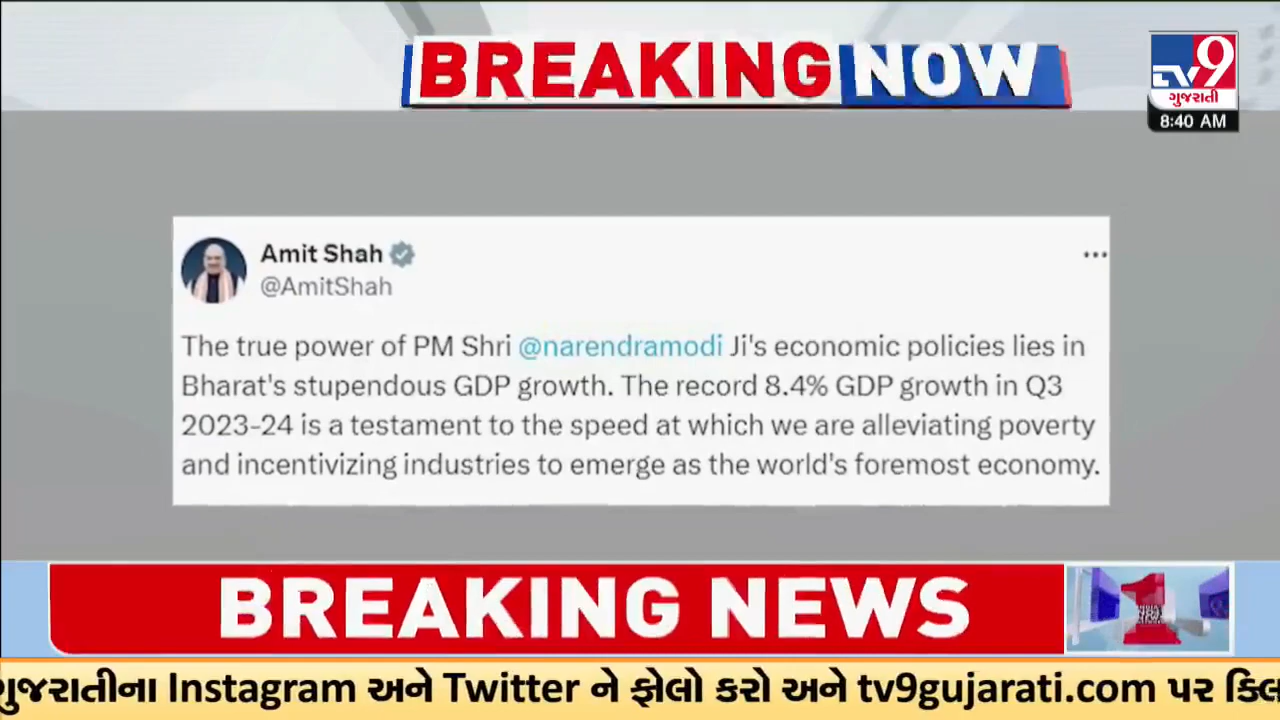 BREAKING NOW
TV9
ગુજરાતી
8:40 AM
Amit Shah
@AmitShah
The true power of PM Shri @narendramodi Ji's economic policies lies in
Bharat's stupendous GDP growth. The record 8.4% GDP growth in Q3
2023-24 is a testament to the speed at which we are alleviating poverty
and incentivizing industries to emerge as the world's foremost economy.
BREAKING NEWS
1
ગુજરાતીના Instagram અને Twitter ને ફોલો કરો અને tv9gujarati.com પર